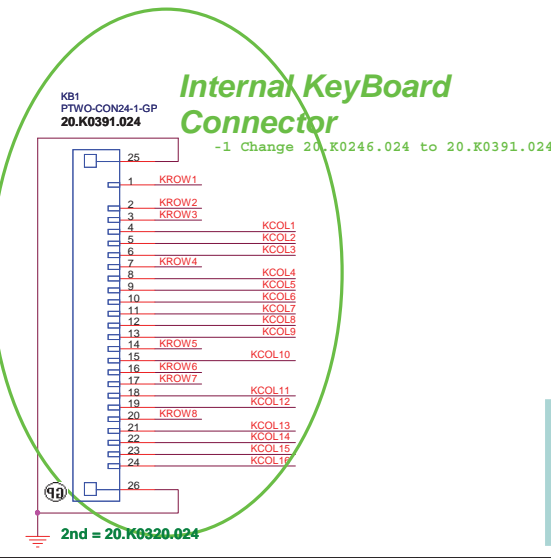 Internal KeyBoard
Connector
-1 Change 20.K0246.024 to 20.K0391.024
KB1
PTWO-CON24-1-GP
20.K0391.024
25
1 KROW1
2 KROW2
3 KROW3
4 KCOL1
5 KCOL2
6 KCOL3
7 KROW4
8 KCOL4
9 KCOL5
10 KCOL6
11 KCOL7
12 KCOL8
13 KCOL9
14 KROW5
15 KCOL10
16 KROW6
17 KROW7
18 KCOL11
19 KCOL12
20 KROW8
21 KCOL13
22 KCOL14
23 KCOL15
24 KCOL16
26
GP
2nd = 20.K0320.024